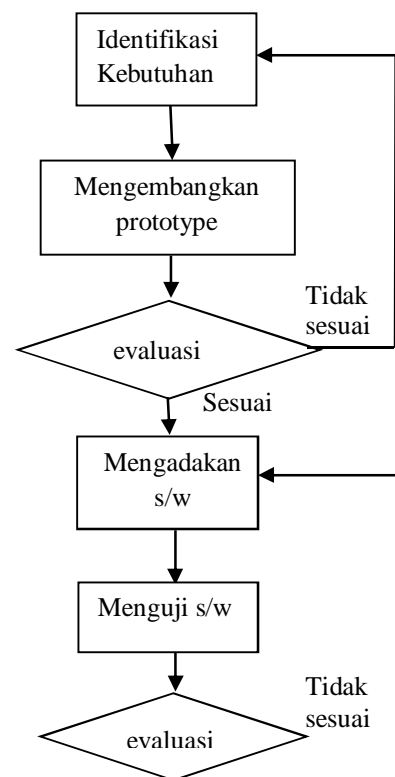 Identifikasi
Kebutuhan
Mengembangkan
prototype
Tidak
sesuai
evaluasi
Sesuai
Mengadakan
s/w
Menguji s/w
Tidak
sesuai
evaluasi